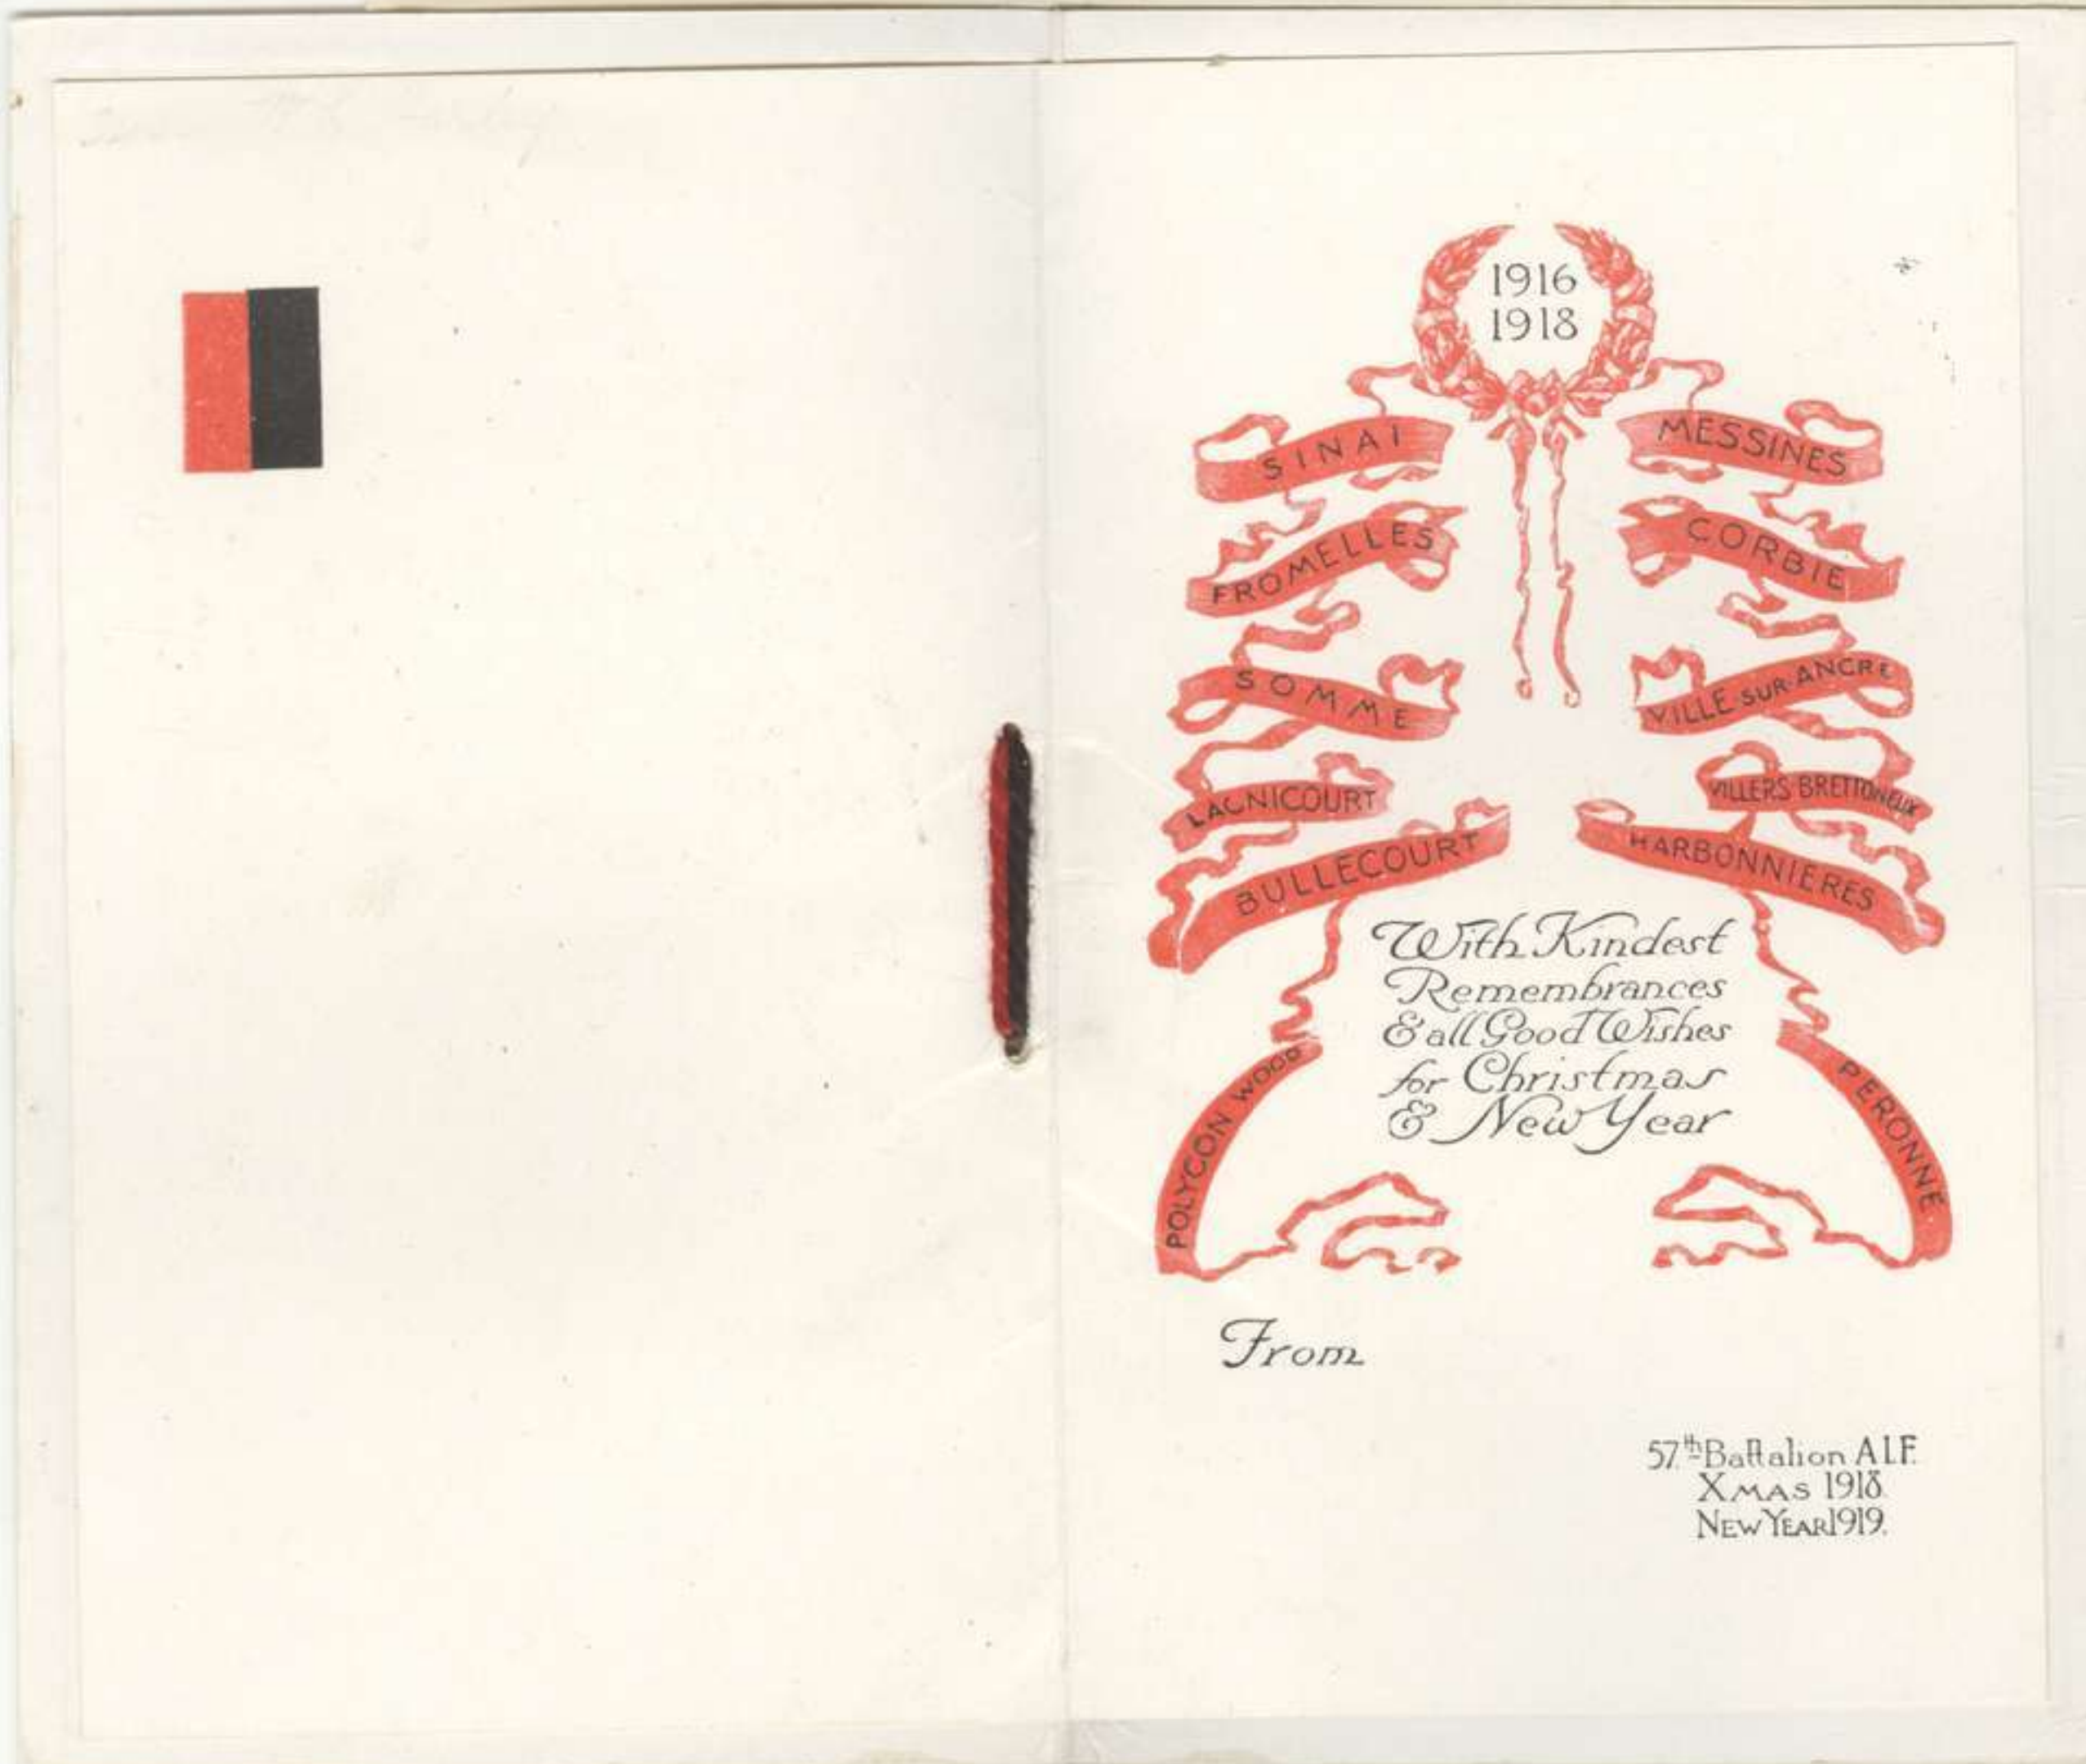 1916
1918
SINAI
MESSINES
FROMELLES
CORBIE
SOMME
VILLE SUR ANCRE
LAGNICOURT
VILLERS BRETTONEUX
BULLECOURT
HARBONNIERES
With Kindest
Remembrances
& all Good Wishes
for Christmas
& New Year
POLYGON WOOD
PERONNE
From
57th Battalion A.I.F.
XMAS 1918
NEW YEAR 1919.